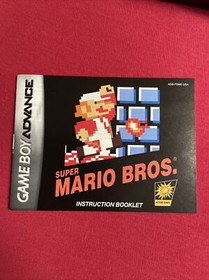 GAME BOY ADVANCE
SUPER
MARIO BROS.
INSTRUCTION BOOKLET